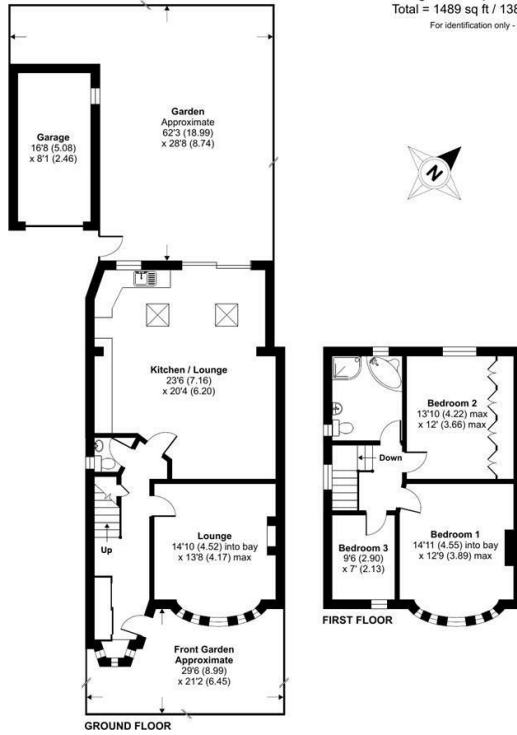 Total = 1489 sq ft / 138
For identification only -
Garden
Approximate
62'3 (18.99)
x 28'8 (8.74)
Garage
16'8 (5.08)
x 8'1 (2.46)
N
Kitchen / Lounge
23'6 (7.16)
x 20'4 (6.20)
Bedroom 2
13'10 (4.22) max
x 12' (3.66) max
Down
Up
Lounge
14'10 (4.52) into bay
x 13'8 (4.17) max
Bedroom 3
9'6 (2.90)
x 7' (2.13)
Bedroom 1
14'11 (4.55) into bay
x 12'9 (3.89) max
FIRST FLOOR
Front Garden
Approximate
29'6 (8.99)
x 21'2 (6.45)
GROUND FLOOR